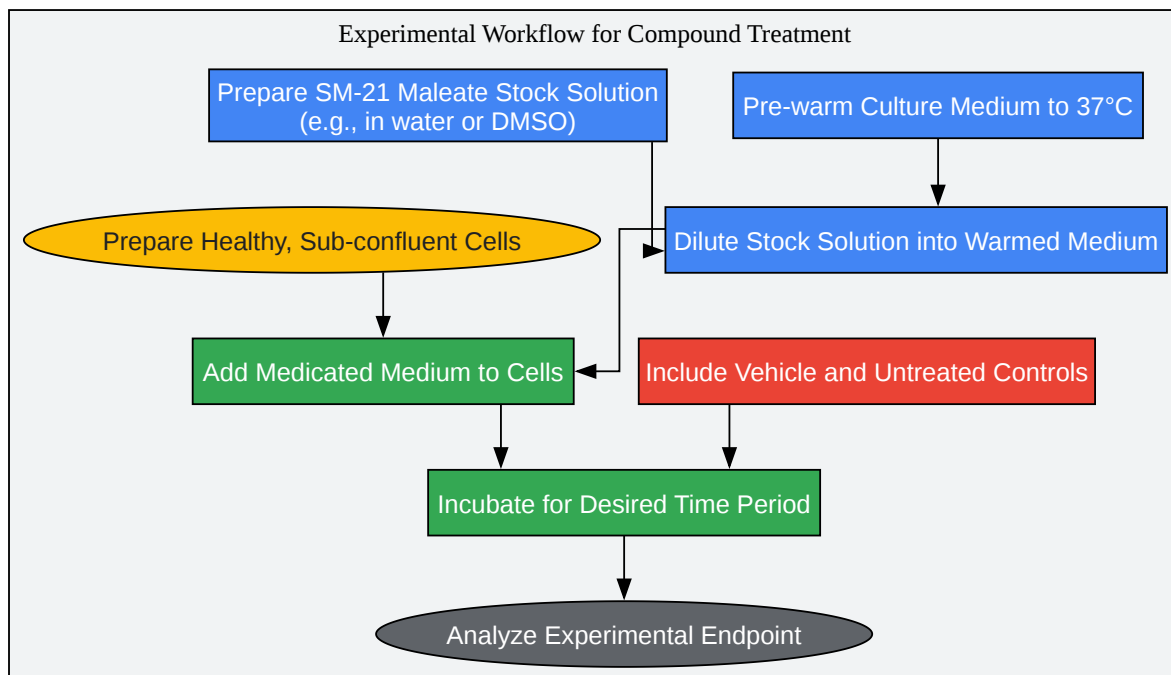 Experimental Workflow for Compound Treatment
Prepare SM-21 Maleate Stock Solution
(e.g., in water or DMSO)
Pre-warm Culture Medium to 37°C
Prepare Healthy, Sub-confluent Cells
Dilute Stock Solution into Warmed Medium
Add Medicated Medium to Cells
Include Vehicle and Untreated Controls
Incubate for Desired Time Period
Analyze Experimental Endpoint